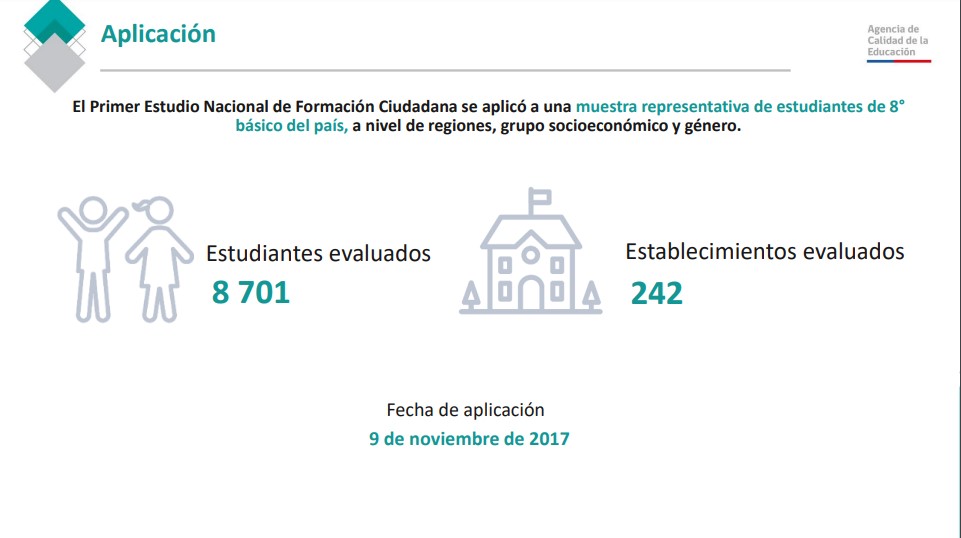 Aplicación
Agencia de
Calidad de la
Educación
El Primer Estudio Nacional de Formación Ciudadana se aplicó a una muestra representativa de estudiantes de 8°
básico del país, a nivel de regiones, grupo socioeconómico y género.
Estudiantes evaluados
8 701
Establecimientos evaluados
242
Fecha de aplicación
9 de noviembre de 2017